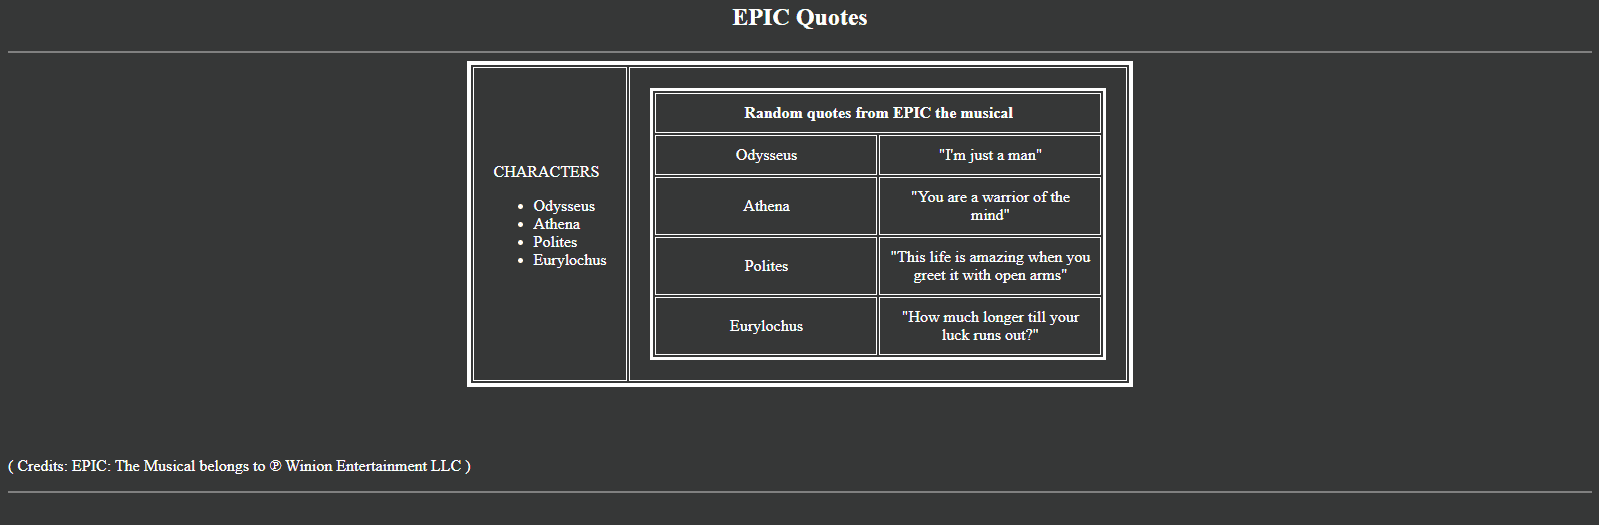 EPIC Quotes
CHARACTERS
Odysseus
Athena
Polites
Eurylochus
Random quotes from EPIC the musical
Odysseus
"I'm just a man"
Athena
"You are a warrior of the
mind"
Polites
"This life is amazing when you
greet it with open arms"
Eurylochus
"How much longer till your
luck runs out?"
( Credits: EPIC: The Musical belongs to ℗ Winion Entertainment LLC )